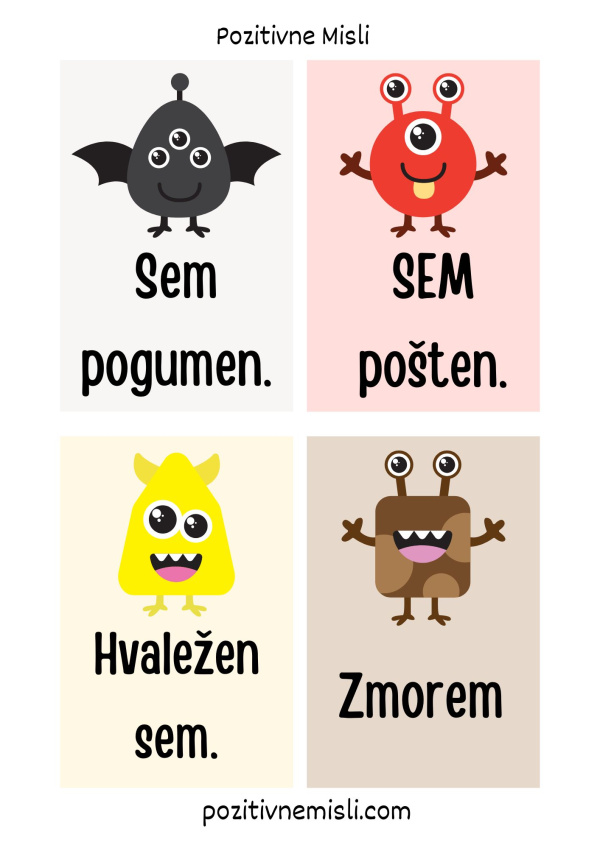 Pozitivne Misli
Sem
pogumen.
SEM
pošten.
Hvaležen
sem.
Zmorem
pozitivnemisli.com